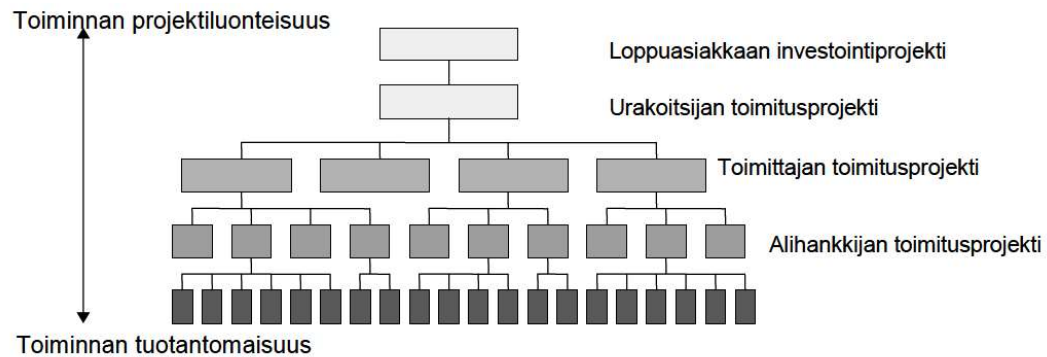 Toiminnan projektiluonteisuus
Loppuasiakkaan investointiprojekti
Urakoitsijan toimitusprojekti
Toimittajan toimitusprojekti
Alihankkijan toimitusprojekti
Toiminnan tuotantomaisuus